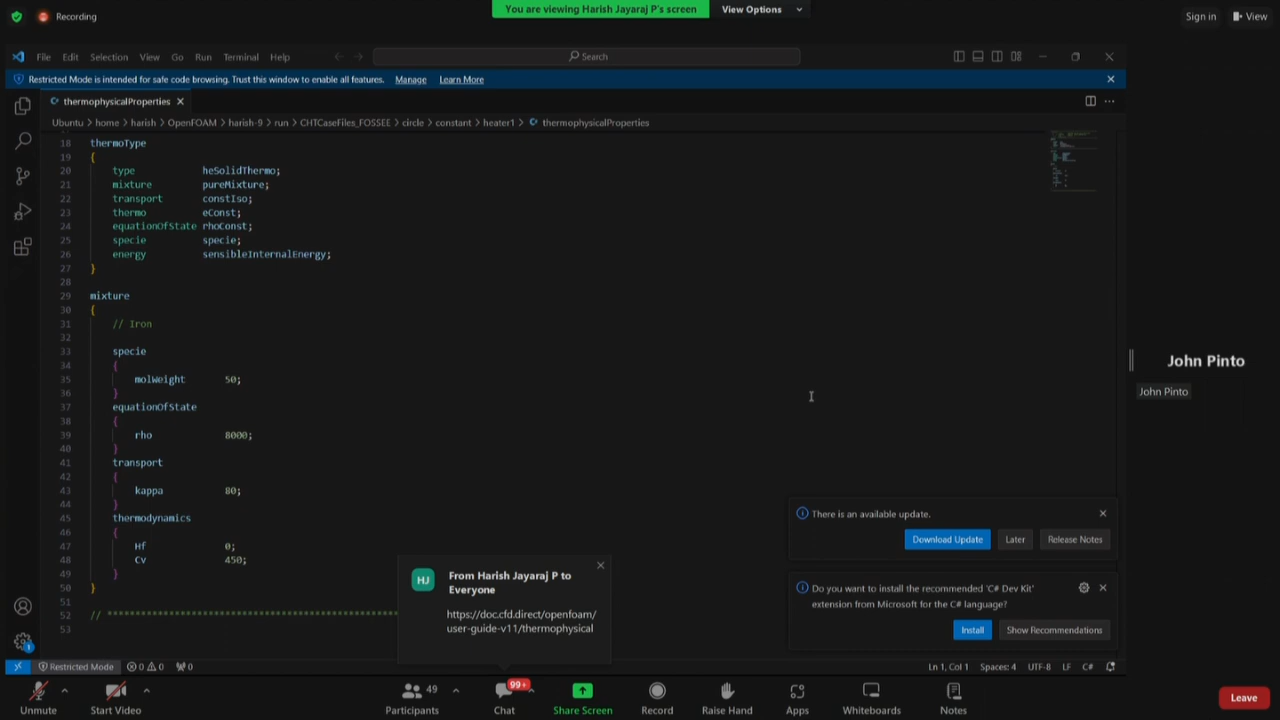 You are viewing Harish Jayaraj P's screen
View Options
Recording
Sign in
View
File Edit Selection View Go Run Terminal Help
Search
Restricted Mode is intended for safe code browsing. Trust this window to enable all features. Manage Learn More
thermophysicalProperties
Ubuntu > home > harish > OpenFOAM > harish-9 > run > CHTCaseFiles_FOSSEE > circle > constant > heater1 > thermophysicalProperties
18 thermoType
19 {
20 type heSolidThermo;
21 mixture pureMixture;
22 transport constIso;
23 thermo eConst;
24 equationOfState rhoConst;
25 specie specie;
26 energy sensibleInternalEnergy;
27 }
28
29 mixture
30 {
31 // Iron
32
33 specie
34 {
35 molWeight 50;
36 }
37 equationOfState
38 {
39 rho 8000;
40 }
41 transport
42 {
43 kappa 80;
44 }
45 thermodynamics
46 {
47 Hf 0;
48 Cv 450;
49 }
50 }
51
52 // ****************************************************
53
John Pinto
John Pinto
There is an available update.
Download Update Later Release Notes
Do you want to install the recommended 'C# Dev Kit'
extension from Microsoft for the C# language?
Install Show Recommendations
HJ
From Harish Jayaraj P to
Everyone
https://doc.cfd.direct/openfoam/
user-guide-v11/thermophysical
1
Restricted Mode 0 0 0
Ln 1, Col 1 Spaces: 4 UTF-8 LF C#
49
99+
Unmute Start Video Participants Chat Share Screen Record Raise Hand Apps Whiteboards Notes
Leave